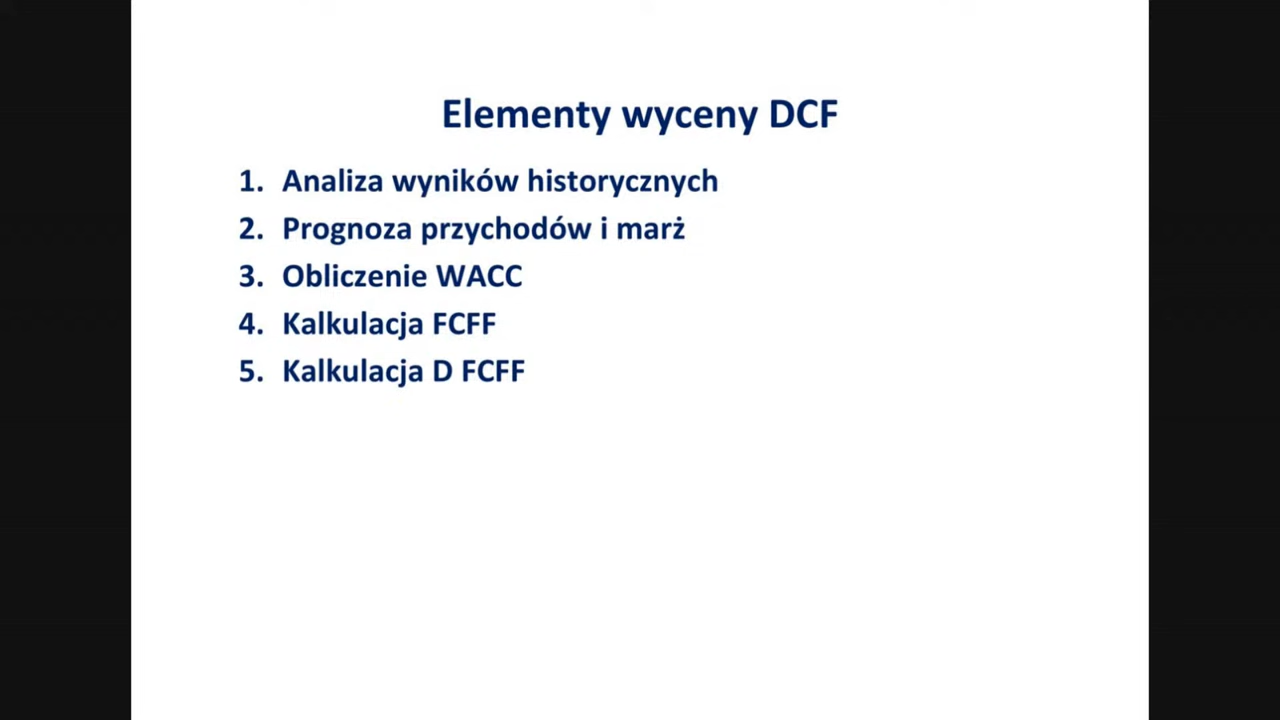 Elementy wyceny DCF
1. Analiza wyników historycznych
2. Prognoza przychodów i marż
3. Obliczenie WACC
4. Kalkulacja FCFF
5. Kalkulacja D FCFF